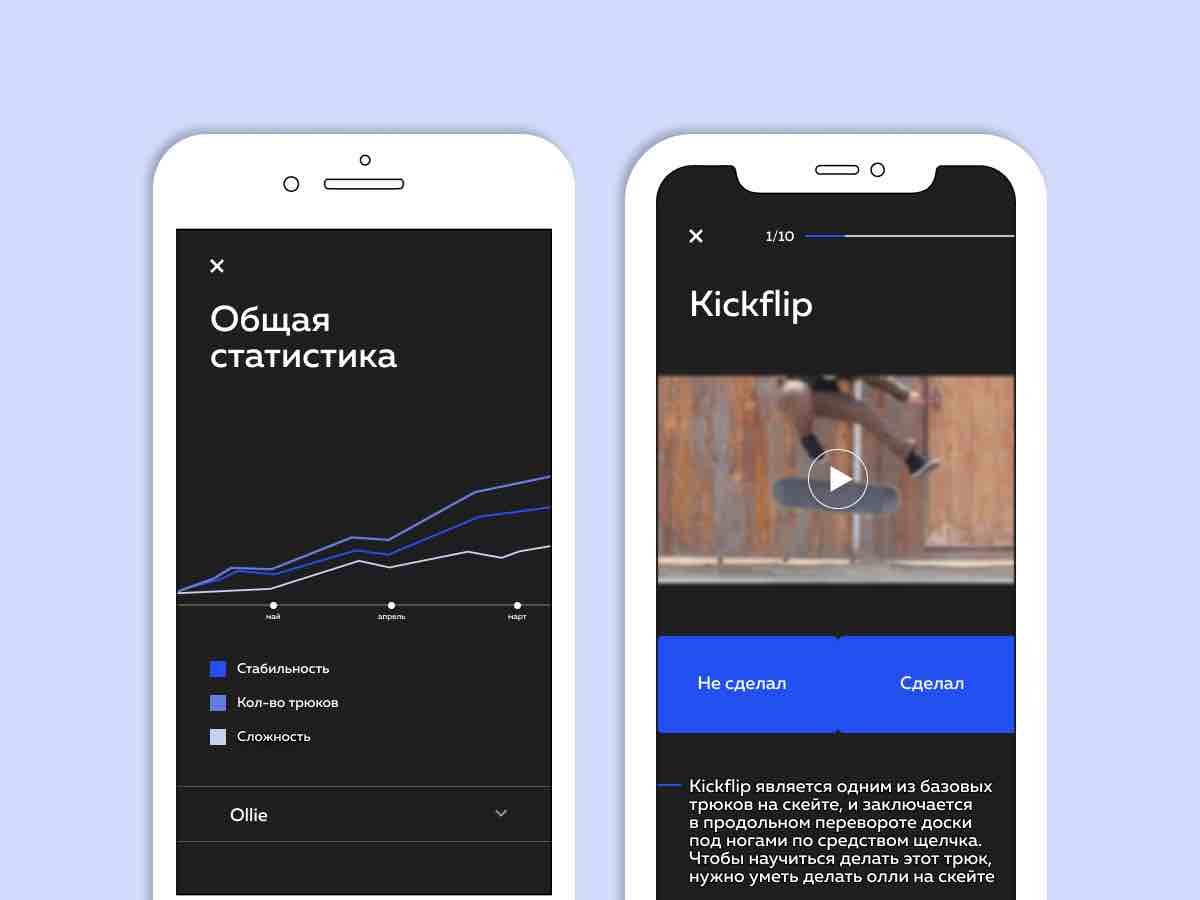 Общая
статистика
май
апрель
март
Стабильность
Кол-во трюков
Сложность
Ollie
1/10
Kickflip
Не сделал
Сделал
Kickflip является одним из базовых
трюков на скейте, и заключается
в продольном перевороте доски
под ногами по средством щелчка.
Чтобы научиться делать этот трюк,
нужно уметь делать олли на скейте